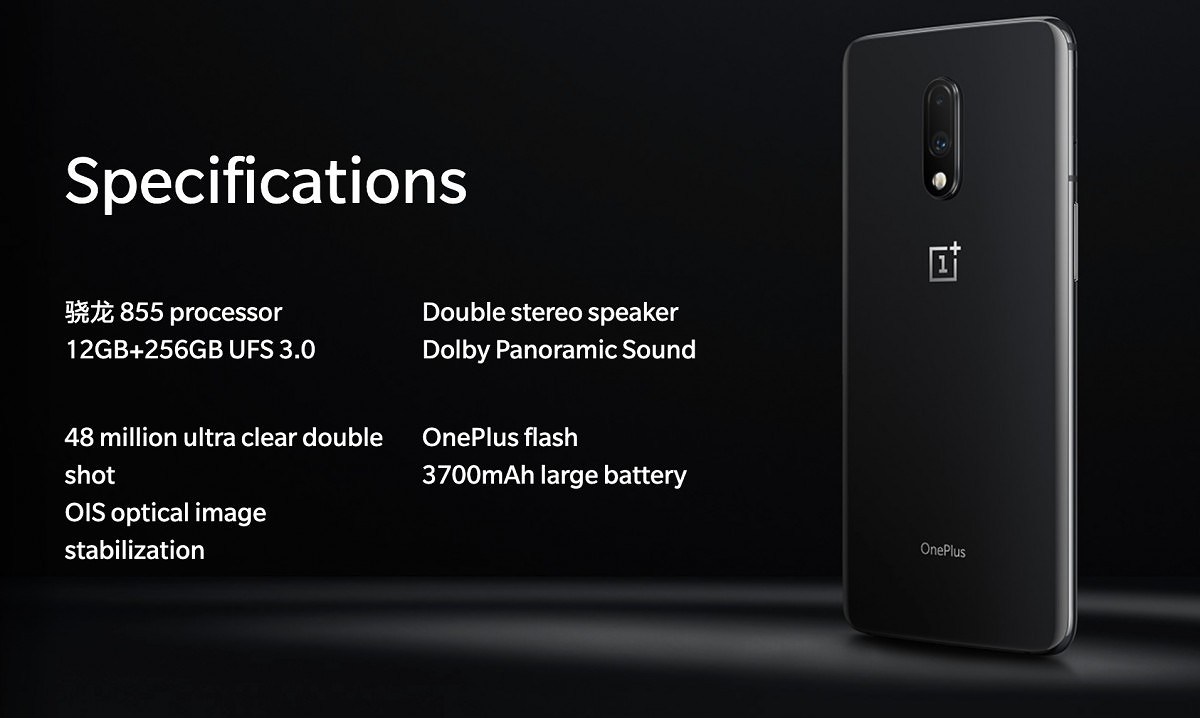 Specifications
骁龙 855 processor
12GB+256GB UFS 3.0
48 million ultra clear double
shot
OIS optical image
stabilization
Double stereo speaker
Dolby Panoramic Sound
OnePlus flash
3700mAh large battery
1+
OnePlus